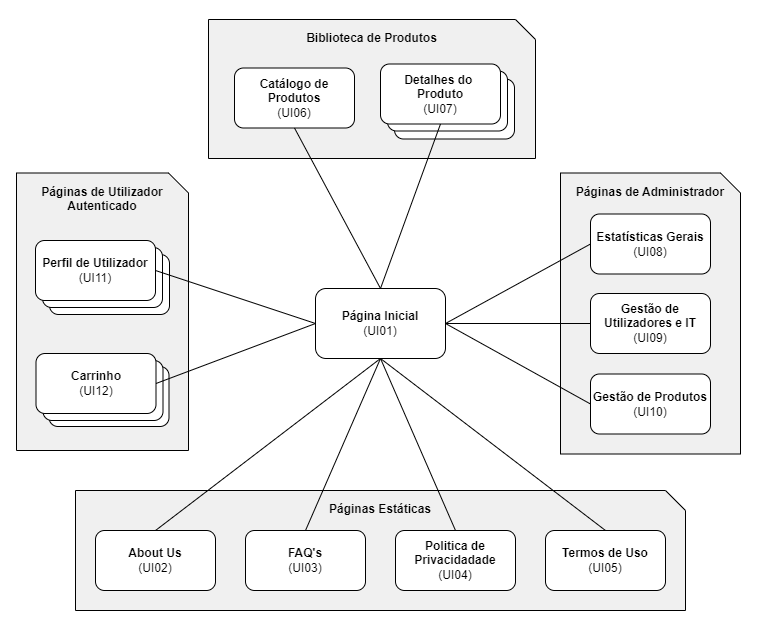 Biblioteca de Produtos
Catálogo de
Produtos
(UI06)
Detalhes do
Produto
(UI07)
Páginas de Utilizador
Autenticado
Perfil de Utilizador
(UI11)
Carrinho
(UI12)
Página Inicial
(UI01)
Páginas de Administrador
Estatísticas Gerais
(UI08)
Gestão de
Utilizadores e IT
(UI09)
Gestão de Produtos
(UI10)
Páginas Estáticas
About Us
(UI02)
FAQ's
(UI03)
Politica de
Privacidadade
(UI04)
Termos de Uso
(UI05)